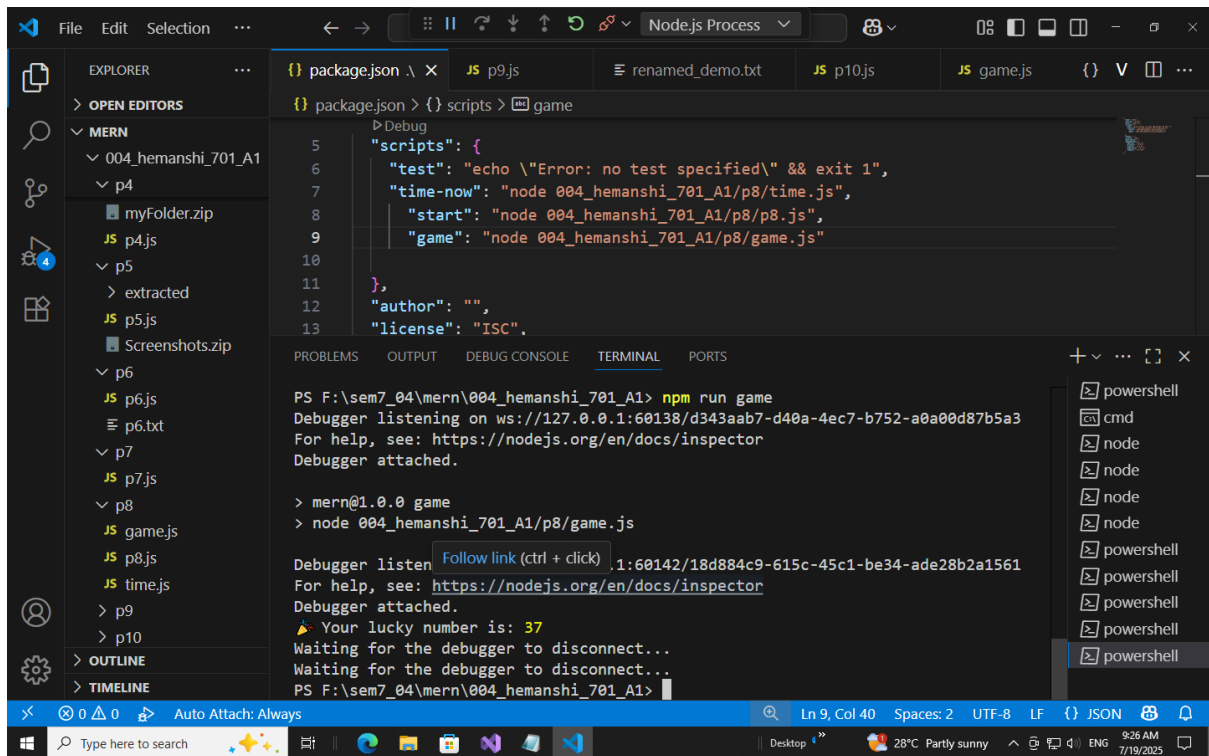 File Edit Selection ···
Node.js Process
EXPLORER ···
OPEN EDITORS
MERN
004_hemanshi_701_A1
p4
myFolder.zip
JS p4.js
p5
extracted
JS p5.js
Screenshots.zip
p6
JS p6.js
p6.txt
p7
JS p7.js
p8
JS game.js
JS p8.js
JS time.js
p9
p10
OUTLINE
TIMELINE
4
{} package.json .\ JS p9.js renamed_demo.txt JS p10.js JS game.js {} V ···
{} package.json > {} scripts > abc game
Debug
5 "scripts": {
6 "test": "echo \"Error: no test specified\" && exit 1",
7 "time-now": "node 004_hemanshi_701_A1/p8/time.js",
8 "start": "node 004_hemanshi_701_A1/p8/p8.js",
9 "game": "node 004_hemanshi_701_A1/p8/game.js"
10
11 },
12 "author": "",
13 "license": "ISC",
PROBLEMS OUTPUT DEBUG CONSOLE TERMINAL PORTS
PS F:\sem7_04\mern\004_hemanshi_701_A1> npm run game
Debugger listening on ws://127.0.0.1:60138/d343aab7-d40a-4ec7-b752-a0a00d87b5a3
For help, see: https://nodejs.org/en/docs/inspector
Debugger attached.
> mern@1.0.0 game
> node 004_hemanshi_701_A1/p8/game.js
Follow link (ctrl + click)
Debugger listen .1:60142/18d884c9-615c-45c1-be34-ade28b2a1561
For help, see: https://nodejs.org/en/docs/inspector
Debugger attached.
🎉 Your lucky number is: 37
Waiting for the debugger to disconnect...
Waiting for the debugger to disconnect...
PS F:\sem7_04\mern\004_hemanshi_701_A1>
powershell
cmd
node
node
node
node
powershell
powershell
powershell
powershell
powershell
0 0 Auto Attach: Always Ln 9, Col 40 Spaces: 2 UTF-8 LF {} JSON
Type here to search Desktop 28°C Partly sunny ENG 9:26 AM
7/19/2025